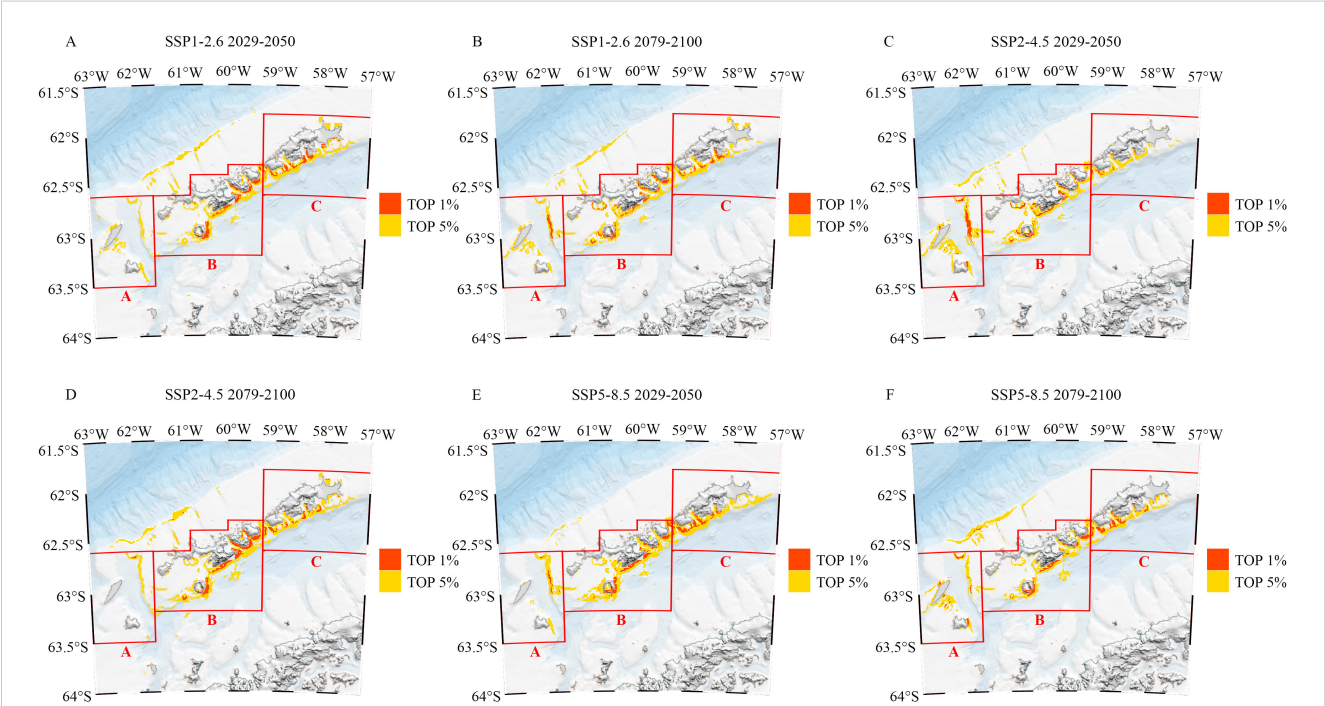 A SSP1-2.6 2029-2050
63°W 62°W 61°W 60°W 59°W 58°W 57°W
61.5°S
62°S
62.5°S
63°S
63.5°S
64°S
A
B
C
TOP 1%
TOP 5%
B SSP1-2.6 2079-2100
63°W 62°W 61°W 60°W 59°W 58°W 57°W
61.5°S
62°S
62.5°S
63°S
63.5°S
64°S
A
B
C
TOP 1%
TOP 5%
C SSP2-4.5 2029-2050
63°W 62°W 61°W 60°W 59°W 58°W 57°W
61.5°S
62°S
62.5°S
63°S
63.5°S
64°S
A
B
C
TOP 1%
TOP 5%
D SSP2-4.5 2079-2100
63°W 62°W 61°W 60°W 59°W 58°W 57°W
61.5°S
62°S
62.5°S
63°S
63.5°S
64°S
A
B
C
TOP 1%
TOP 5%
E SSP5-8.5 2029-2050
63°W 62°W 61°W 60°W 59°W 58°W 57°W
61.5°S
62°S
62.5°S
63°S
63.5°S
64°S
A
B
C
TOP 1%
TOP 5%
F SSP5-8.5 2079-2100
63°W 62°W 61°W 60°W 59°W 58°W 57°W
61.5°S
62°S
62.5°S
63°S
63.5°S
64°S
A
B
C
TOP 1%
TOP 5%